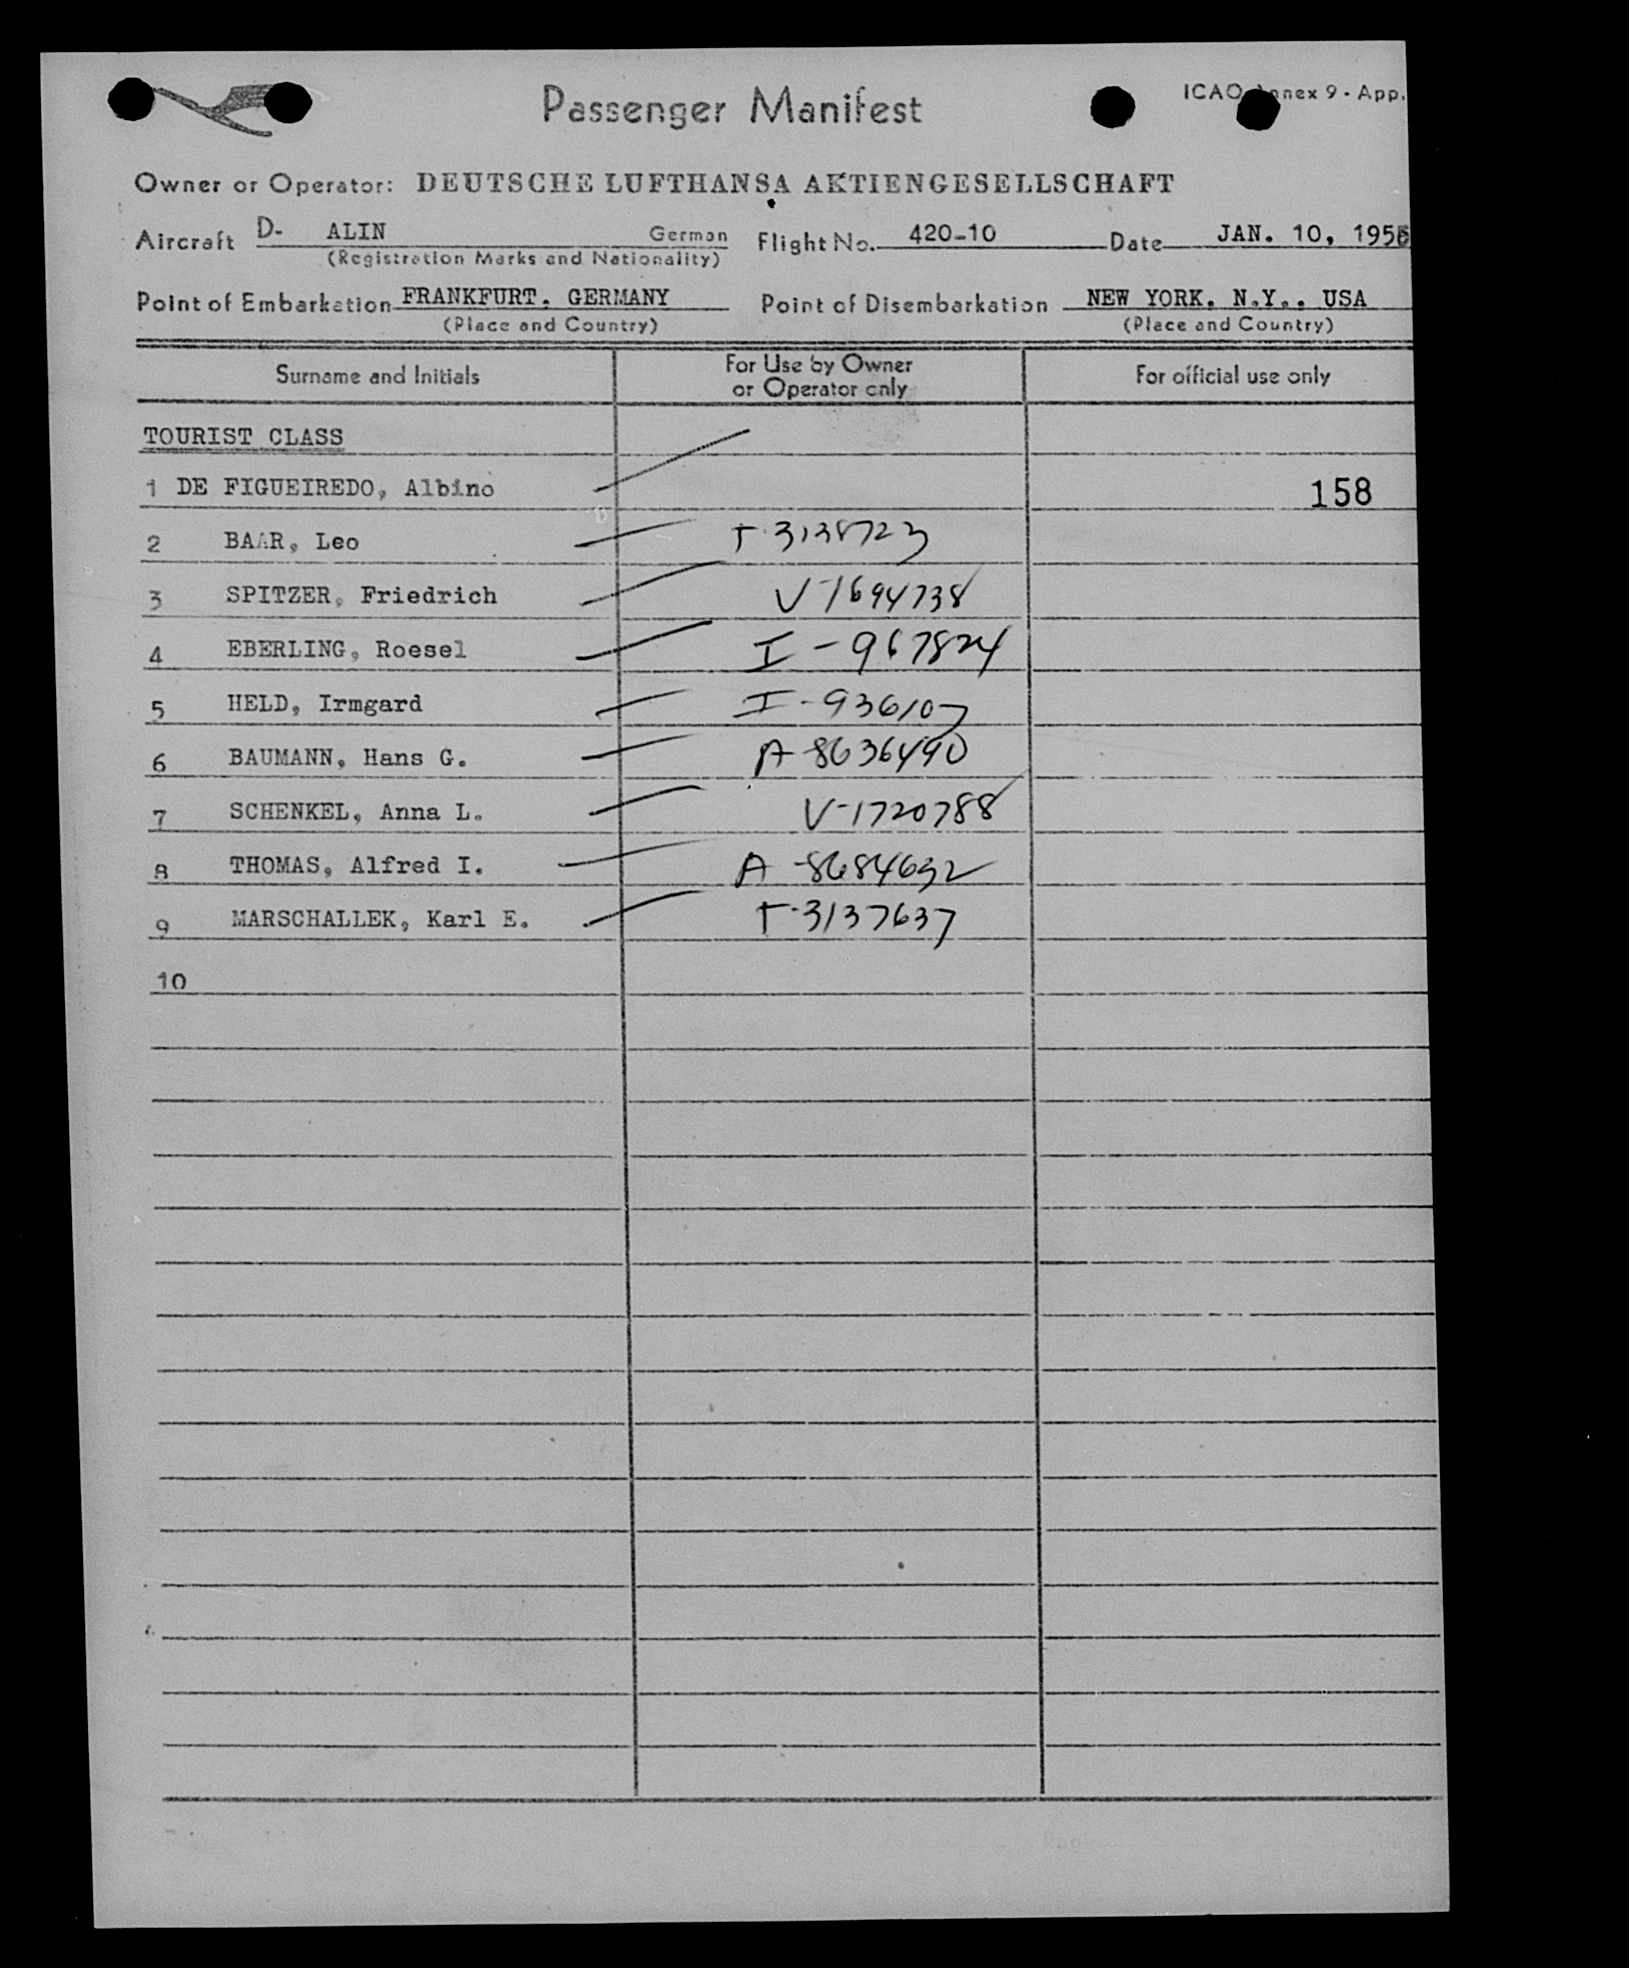 Passenger Manifest
ICAO Annex 9 - App.
Owner or Operator: DEUTSCHE LUFTHANSA AKTIENGESELLSCHAFT
Aircraft D- ALIN German Flight No. 420-10 Date JAN. 10, 1956
(Registration Marks and Nationality)
Point of Embarkation FRANKFURT, GERMANY Point of Disembarkation NEW YORK, N.Y., USA
(Place and Country) (Place and Country)
Surname and Initials For Use by Owner or Operator only For official use only
TOURIST CLASS
1 DE FIGUEIREDO, Albino 158
2 BAAR, Leo T-3138723
3 SPITZER, Friedrich V-1694738
4 EBERLING, Roesel I-967824
5 HELD, Irmgard I-936107
6 BAUMANN, Hans G. A-8636490
7 SCHENKEL, Anna L. V-1720788
8 THOMAS, Alfred I. A-8684632
9 MARSCHALLEK, Karl E. T-3137637
10